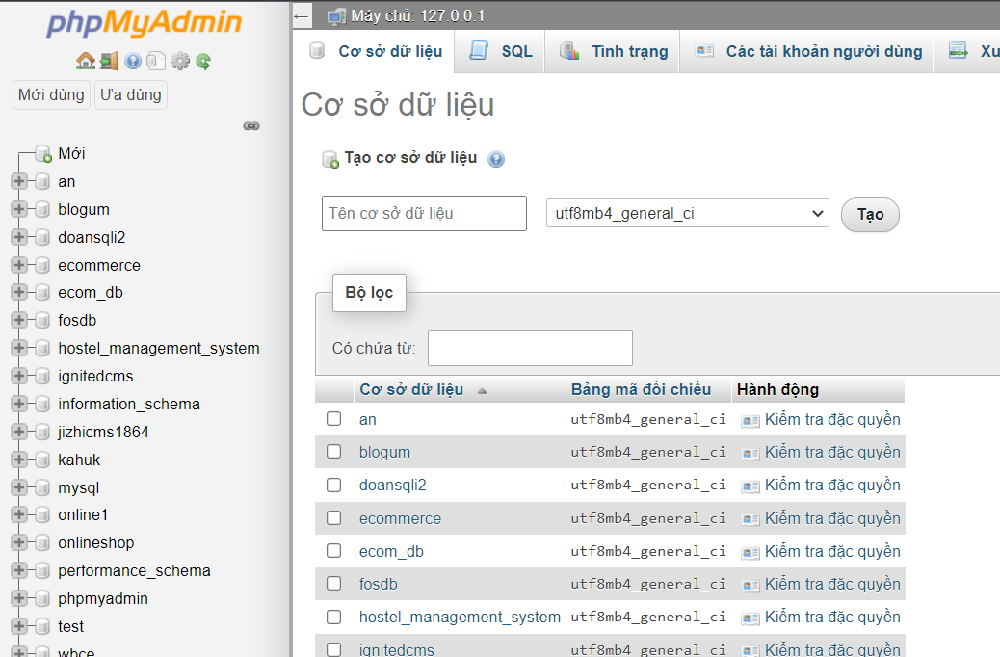 phpMyAdmin
Mới dùng Ưa dùng
Mới
an
blogum
doansqli2
ecommerce
ecom_db
fosdb
hostel_management_system
ignitedcms
information_schema
jizhicms1864
kahuk
mysql
online1
onlineshop
performance_schema
phpmyadmin
test
wbce
← Máy chủ: 127.0.0.1
Cơ sở dữ liệu SQL Tình trạng Các tài khoản người dùng Xu
Cơ sở dữ liệu
Tạo cơ sở dữ liệu
Tên cơ sở dữ liệu utf8mb4_general_ci Tạo
Bộ lọc
Có chứa từ:
Cơ sở dữ liệu Bảng mã đối chiếu Hành động
an utf8mb4_general_ci Kiểm tra đặc quyền
blogum utf8mb4_general_ci Kiểm tra đặc quyền
doansqli2 utf8mb4_general_ci Kiểm tra đặc quyền
ecommerce utf8mb4_general_ci Kiểm tra đặc quyền
ecom_db utf8mb4_general_ci Kiểm tra đặc quyền
fosdb utf8mb4_general_ci Kiểm tra đặc quyền
hostel_management_system utf8mb4_general_ci Kiểm tra đặc quyền
ignitedcms utf8mb4_general_ci Kiểm tra đặc quyền